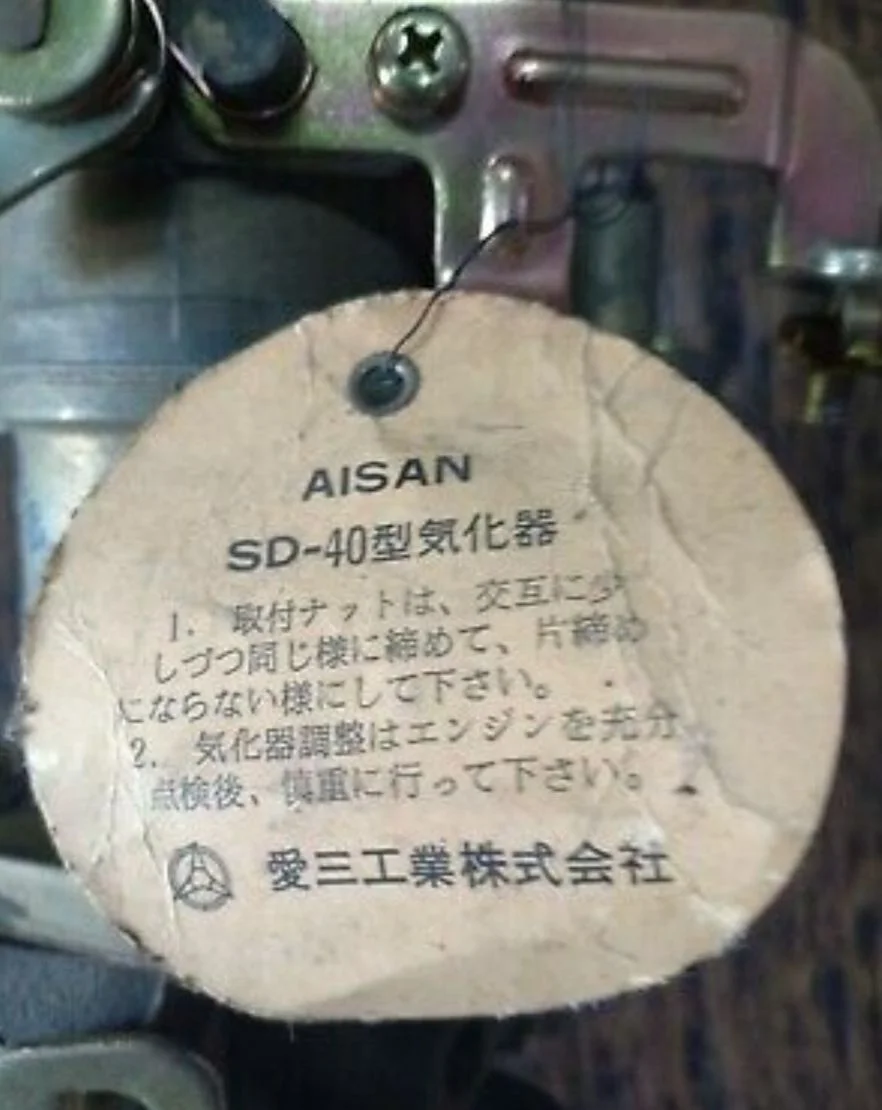 AISAN
SD-40型気化器
1. 取付ナットは、交互に少
しづつ同じ様に締めて、片締め
にならない様にして下さい。
2. 気化器調整はエンジンを充分
点検後、慎重に行って下さい。
愛三工業株式会社